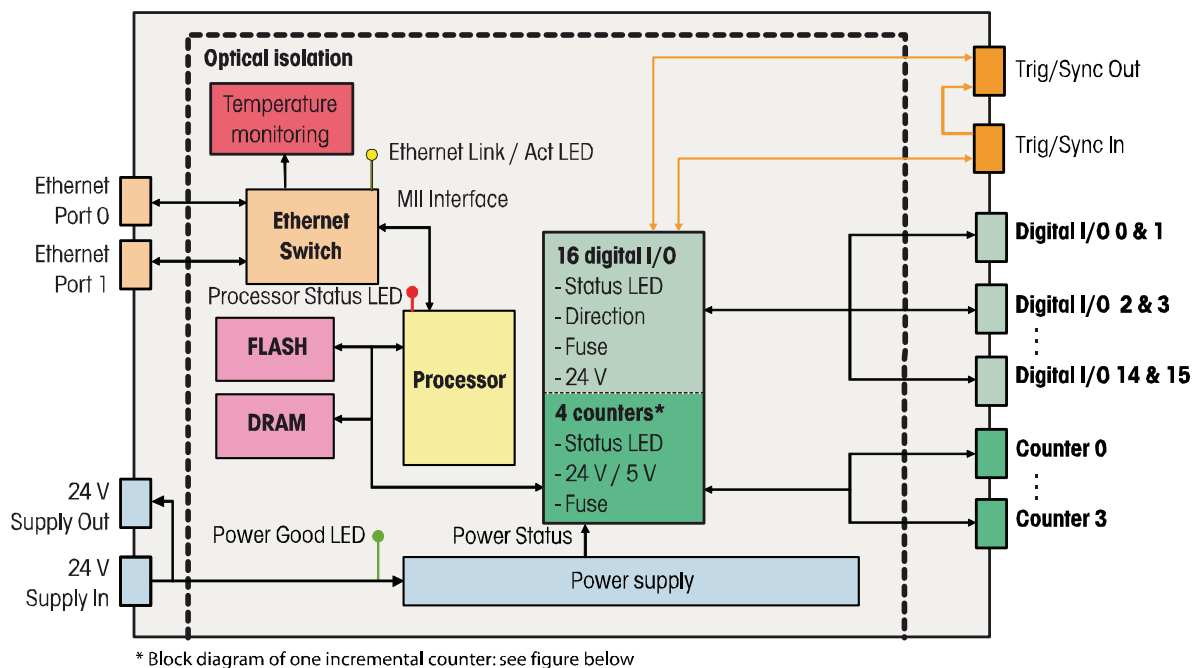 Optical isolation
Temperature
monitoring
Ethernet Link / Act LED
MII Interface
Ethernet
Port 0
Ethernet
Port 1
Ethernet
Switch
Processor Status LED
FLASH
DRAM
Processor
16 digital I/O
- Status LED
- Direction
- Fuse
- 24 V
4 counters*
- Status LED
- 24 V / 5 V
- Fuse
Trig/Sync Out
Trig/Sync In
Digital I/O 0 & 1
Digital I/O 2 & 3
Digital I/O 14 & 15
Counter 0
Counter 3
24 V
Supply Out
24 V
Supply In
Power Good LED
Power Status
Power supply
* Block diagram of one incremental counter: see figure below